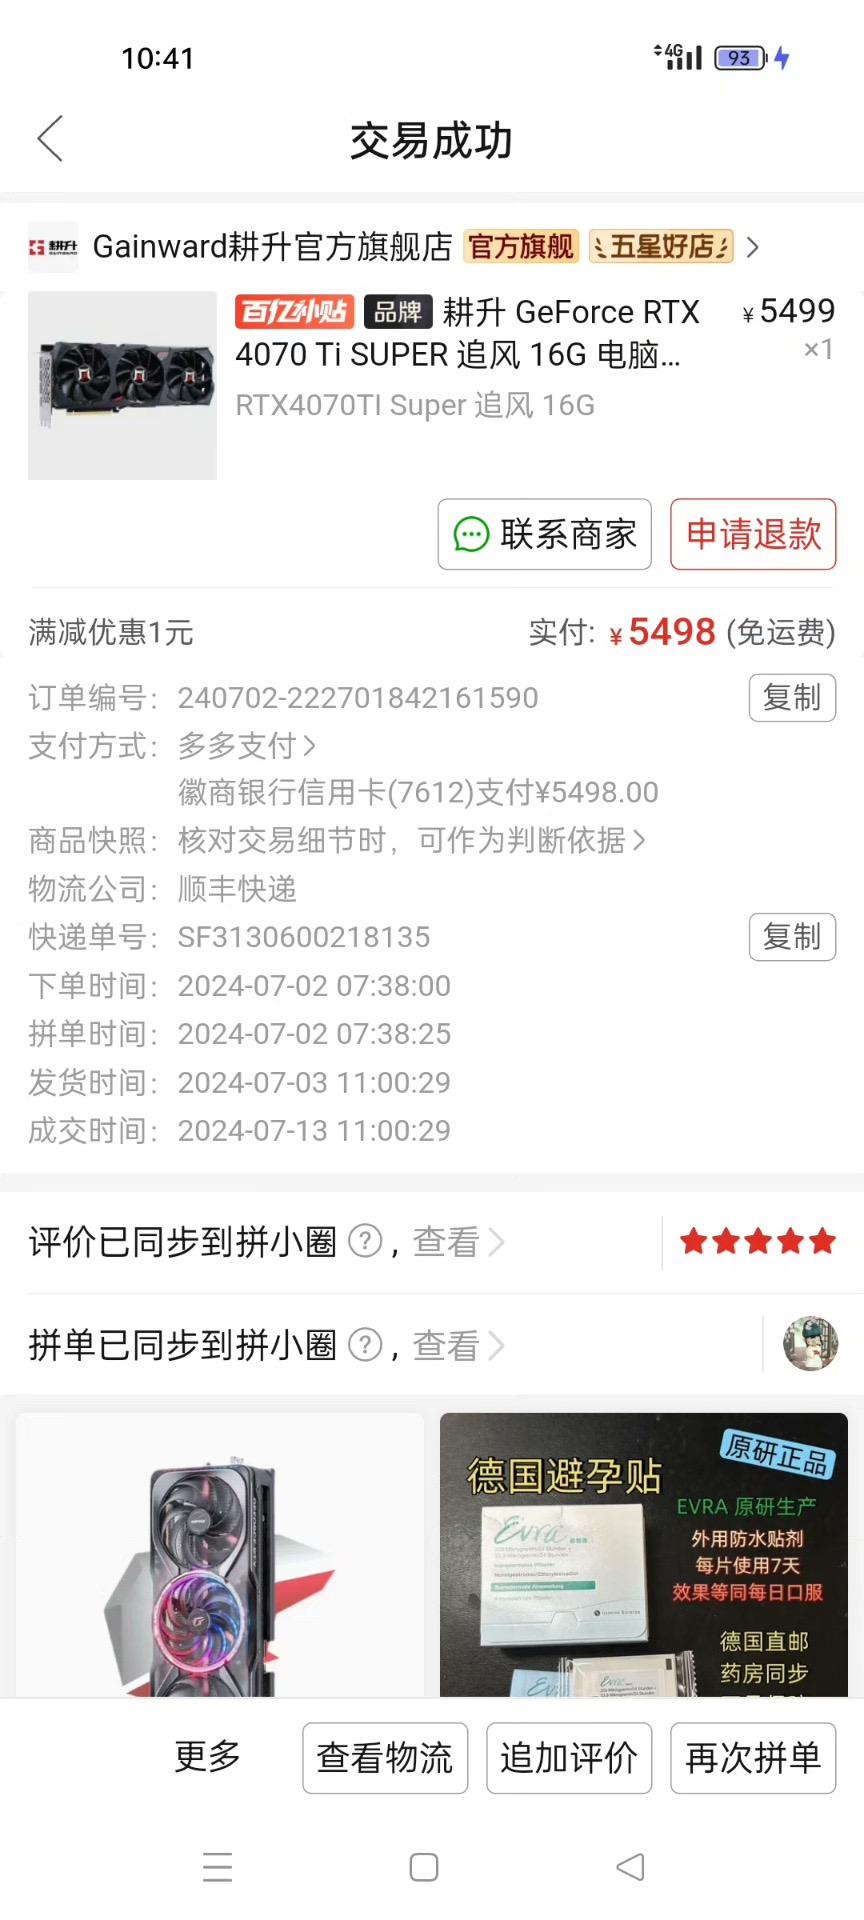 10:41
4G
93
交易成功
耕升
Gainward耕升官方旗舰店 官方旗舰 五星好店
百亿补贴 品牌 耕升 GeForce RTX ¥5499
4070 Ti SUPER 追风 16G 电脑... ×1
RTX4070TI Super 追风 16G
联系商家 申请退款
满减优惠1元 实付: ¥5498 (免运费)
订单编号: 240702-222701842161590 复制
支付方式: 多多支付
徽商银行信用卡(7612)支付¥5498.00
商品快照: 核对交易细节时，可作为判断依据
物流公司: 顺丰快递
快递单号: SF3130600218135 复制
下单时间: 2024-07-02 07:38:00
拼单时间: 2024-07-02 07:38:25
发货时间: 2024-07-03 11:00:29
成交时间: 2024-07-13 11:00:29
评价已同步到拼小圈?, 查看
拼单已同步到拼小圈?, 查看
原研正品
德国避孕贴
EVRA 原研生产
Evra
外用防水贴剂
每片使用7天
效果等同每日口服
德国直邮
药房同步
Evra
更多 查看物流 追加评价 再次拼单